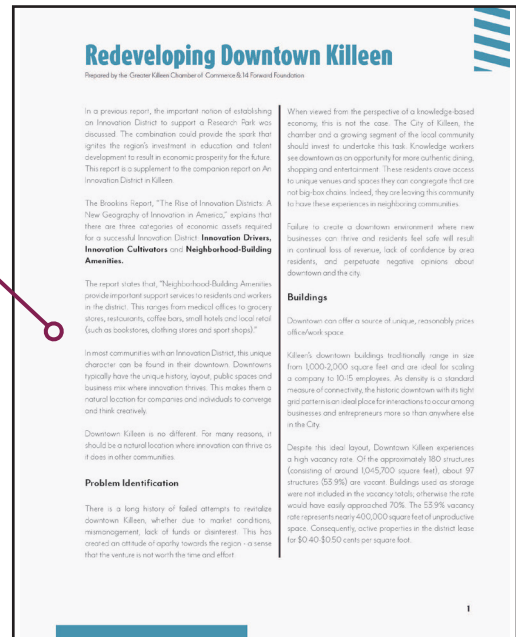 Redeveloping Downtown Killeen
Prepared by the Greater Killeen Chamber of Commerce & 14 Forward Foundation
In a previous report, the important notion of establishing
an Innovation District to support a Research Park was
discussed. The combination could provide the spark that
ignites the region's investment in education and talent
development to result in economic prosperity for the future.
This report is a supplement to the companion report on An
Innovation District in Killeen.
The Brookins Report, "The Rise of Innovation Districts: A
New Geography of Innovation in America," explains that
there are three categories of economic assets required
for a successful Innovation District: Innovation Drivers,
Innovation Cultivators and Neighborhood-Building
Amenities.
The report states that, "Neighborhood-Building Amenities
provide important support services to residents and workers
in the district. This ranges from medical offices to grocery
stores, restaurants, coffee bars, small hotels and local retail
(such as bookstores, clothing stores and sport shops)."
In most communities with an Innovation District, this unique
character can be found in their downtown. Downtowns
typically have the unique history, layout, public spaces and
business mix where innovation thrives. This makes them a
natural location for companies and individuals to converge
and think creatively.
Downtown Killeen is no different. For many reasons, it
should be a natural location where innovation can thrive as
it does in other communities.
Problem Identification
There is a long history of failed attempts to revitalize
downtown Killeen, whether due to market conditions,
mismanagement, lack of funds or disinterest. This has
created an attitude of apathy towards the region - a sense
that the venture is not worth the time and effort.
When viewed from the perspective of a knowledge-based
economy, this is not the case. The City of Killeen, the
chamber and a growing segment of the local community
should invest to undertake this task. Knowledge workers
see downtown as an opportunity for more authentic dining,
shopping and entertainment. These residents crave access
to unique venues and spaces they can congregate that are
not big-box chains. Indeed, they are leaving this community
to have these experiences in neighboring communities.
Failure to create a downtown environment where new
businesses can thrive and residents feel safe will result
in continual loss of revenue, lack of confidence by area
residents, and perpetuate negative opinions about
downtown and the city.
Buildings
Downtown can offer a source of unique, reasonably prices
office/work space.
Killeen's downtown buildings traditionally range in size
from 1,000-2,000 square feet and are ideal for scaling
a company to 10-15 employees. As density is a standard
measure of connectivity, the historic downtown with its tight
grid pattern is an ideal place for interactions to occur among
businesses and entrepreneurs more so than anywhere else
in the City.
Despite this ideal layout, Downtown Killeen experiences
a high vacancy rate. Of the approximately 180 structures
(consisting of around 1,045,700 square feet), about 97
structures (53.9%) are vacant. Buildings used as storage
were not included in the vacancy totals, otherwise the rate
would have easily approached 70%. The 53.9% vacancy
rate represents nearly 400,000 square feet of unproductive
space. Consequently, active properties in the district lease
for $0.40-$0.50 cents per square foot.
1